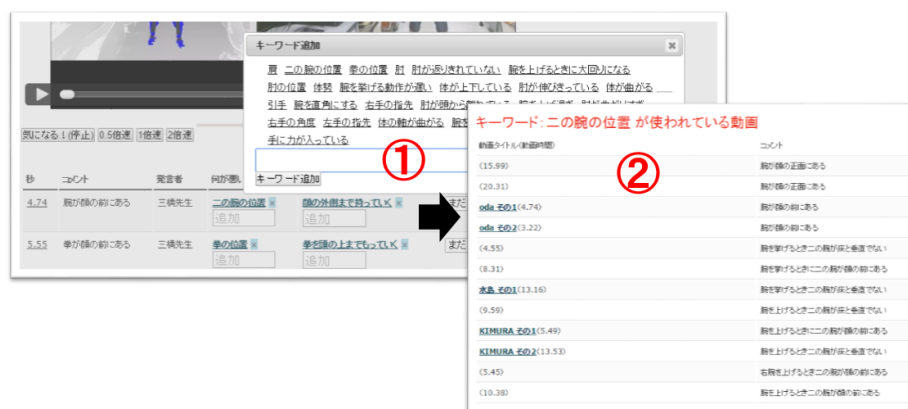 キーワード追加
肩 二の腕の位置 拳の位置 肘 肘が返りきれていない 腕を上げるときに大回りになる
肘の位置 体勢 腕を挙げる動作が遅い 体が上下している 肘が伸びきっている 体が曲がる
引手 腕を直角にする 右手の指先
右手の角度 左手の指先 体の軸が曲がる
手に力が入っている
①
キーワード追加
気になる!(停止) 0.5倍速 1倍速 2倍速
秒 コメント 発言者
4.74 腕が顔の前にある 三橋先生 二の腕の位置 × 顔の外側まで持っていく × まだ
追加 追加
5.55 拳が顔の前にある 三橋先生 拳の位置 × 拳を頭の上までもっていく × まだ
追加 追加
キーワード: 二の腕の位置 が使われている動画
②
動画タイトル(動画時間) コメント
(15.99) 腕が顔の正面にある
(20.31) 腕が顔の正面にある
oda その1(4.74) 腕が顔の前にある
oda その2(3.22) 腕が顔の前にある
(4.55) 腕を挙げるとき二の腕が床と垂直でない
(8.31) 腕を挙げるときに二の腕が顔の前にある
水島 その1(13.16) 腕を挙げるとき二の腕が床と垂直でない
(9.59) 腕を上げるとき二の腕が床と垂直でない
KIMURA その1(5.49) 腕を上げるときに二の腕が顔の前にある
KIMURA その2(13.53) 腕を上げるとき二の腕が床と垂直でない
(5.45) 右腕を上げるとき二の腕が顔の前にある
(10.38) 腕を上げるとき二の腕が顔の前にある